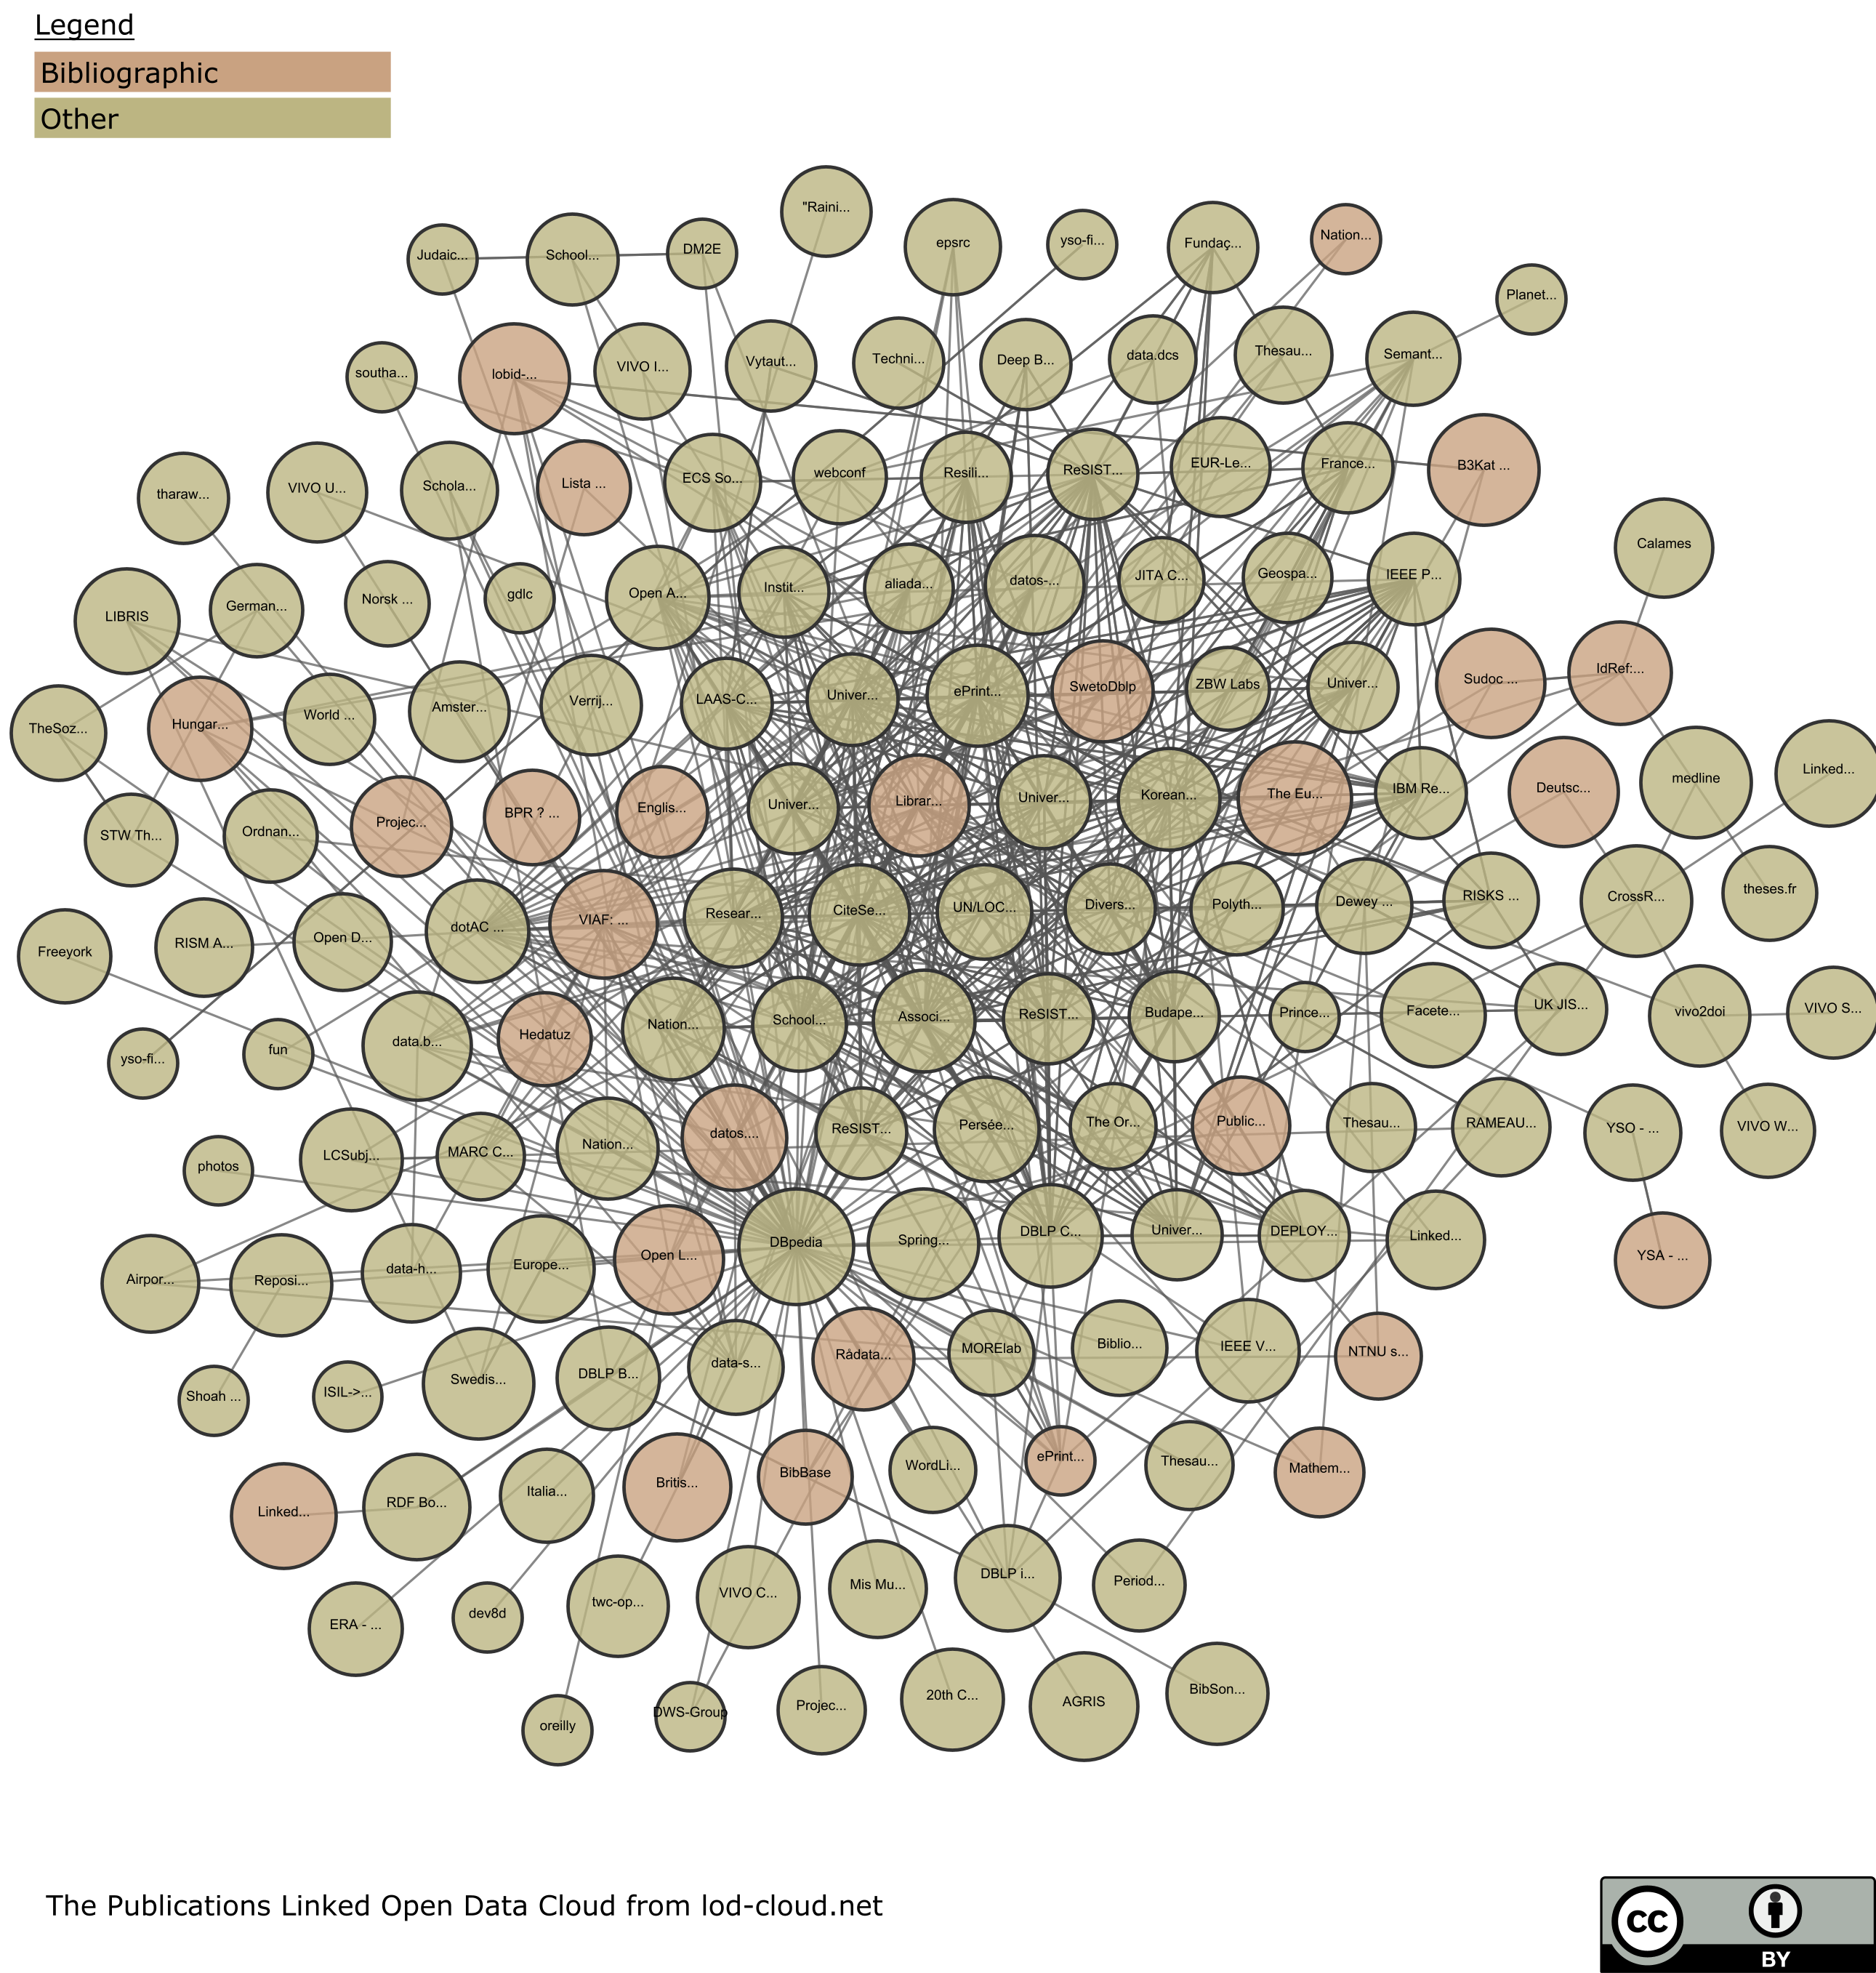 Legend
Bibliographic
Other
"Raini...
epsrc
yso-fi...
Fundaç...
Nation...
Judaic...
School...
DM2E
Planet...
southa...
lobid-...
VIVO I...
Vytaut...
Techni...
Deep B...
data.dcs
Thesau...
Semant...
tharaw...
VIVO U...
Schola...
Lista ...
ECS So...
webconf
Resili...
ReSIST...
EUR-Le...
France...
B3Kat ...
Calames
LIBRIS
German...
Norsk ...
gdlc
Open A...
Instit...
aliada...
datos-...
JITA C...
Geospa...
IEEE P...
TheSoz...
Hungar...
World ...
Amster...
Verrij...
LAAS-C...
Univer...
ePrint...
SwetoDblp
ZBW Labs
Univer...
Sudoc ...
IdRef:...
STW Th...
Ordnan...
Projec...
BPR ? ...
Englis...
Univer...
Librar...
Univer...
Korean...
The Eu...
IBM Re...
Deutsc...
medline
Linked...
Freeyork
RISM A...
Open D...
dotAC ...
VIAF: ...
Resear...
CiteSe...
UN/LOC...
Divers...
Polyth...
Dewey ...
RISKS ...
CrossR...
theses.fr
yso-fi...
fun
data.b...
Hedatuz
Nation...
School...
Associ...
ReSIST...
Budape...
Prince...
Facete...
UK JIS...
vivo2doi
VIVO S...
photos
LCSubj...
MARC C...
Nation...
datos....
ReSIST...
Persée...
The Or...
Public...
Thesau...
RAMEAU...
YSO - ...
VIVO W...
Airpor...
Reposi...
data-h...
Europe...
Open L...
DBpedia
Spring...
DBLP C...
Univer...
DEPLOY...
Linked...
YSA - ...
Shoah ...
ISIL->...
Swedis...
DBLP B...
data-s...
Rådata...
MORElab
Biblio...
IEEE V...
NTNU s...
Linked...
RDF Bo...
Italia...
Britis...
BibBase
WordLi...
ePrint...
Thesau...
Mathem...
ERA - ...
dev8d
twc-op...
VIVO C...
Mis Mu...
DBLP i...
Period...
oreilly
DWS-Group
Projec...
20th C...
AGRIS
BibSon...
The Publications Linked Open Data Cloud from lod-cloud.net
cc
BY